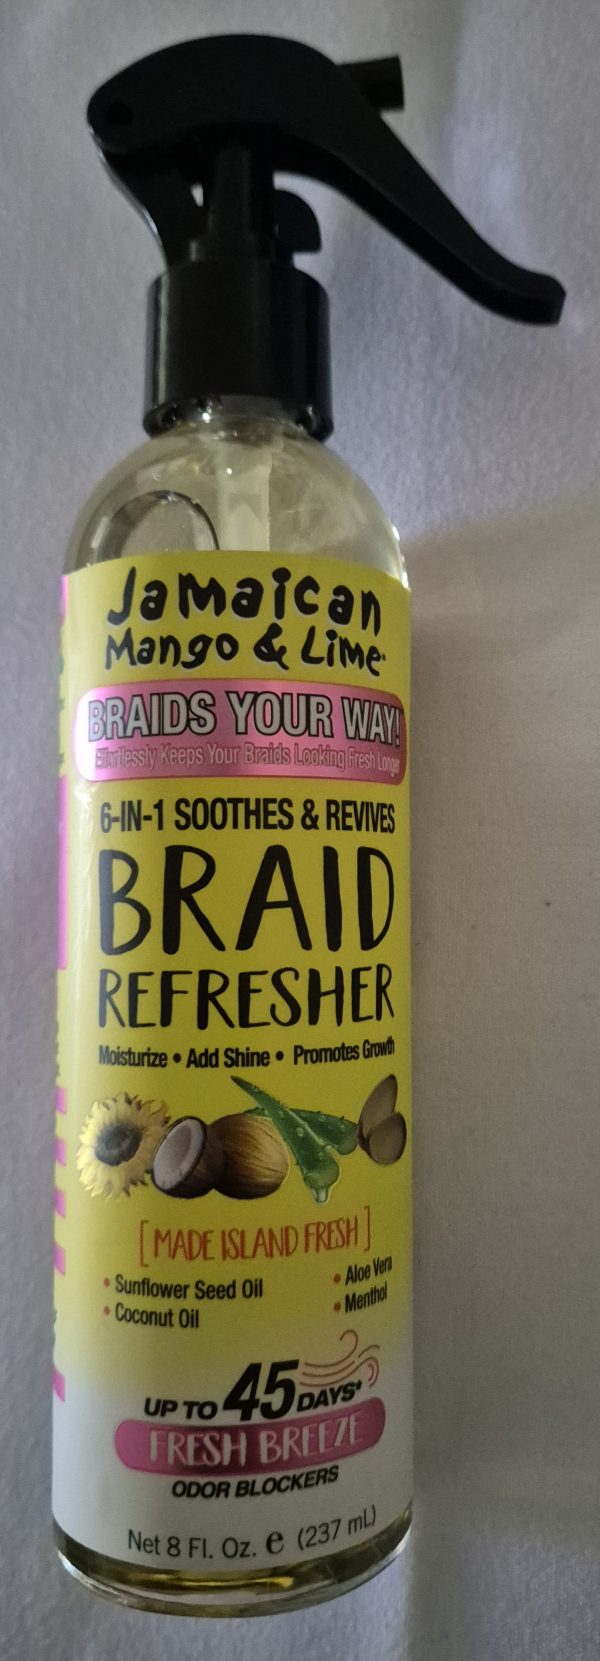 Jamaican
Mango & Lime
BRAIDS YOUR WAY!
Effortlessly Keeps Your Braids Looking Fresh Longer
6-IN-1 SOOTHES & REVIVES
BRAID
REFRESHER
Moisturize • Add Shine • Promotes Growth
[MADE ISLAND FRESH]
• Sunflower Seed Oil
• Coconut Oil
• Aloe Vera
• Menthol
UP TO 45 DAYS*
FRESH BREEZE
ODOR BLOCKERS
Net 8 Fl. Oz. e (237 mL)